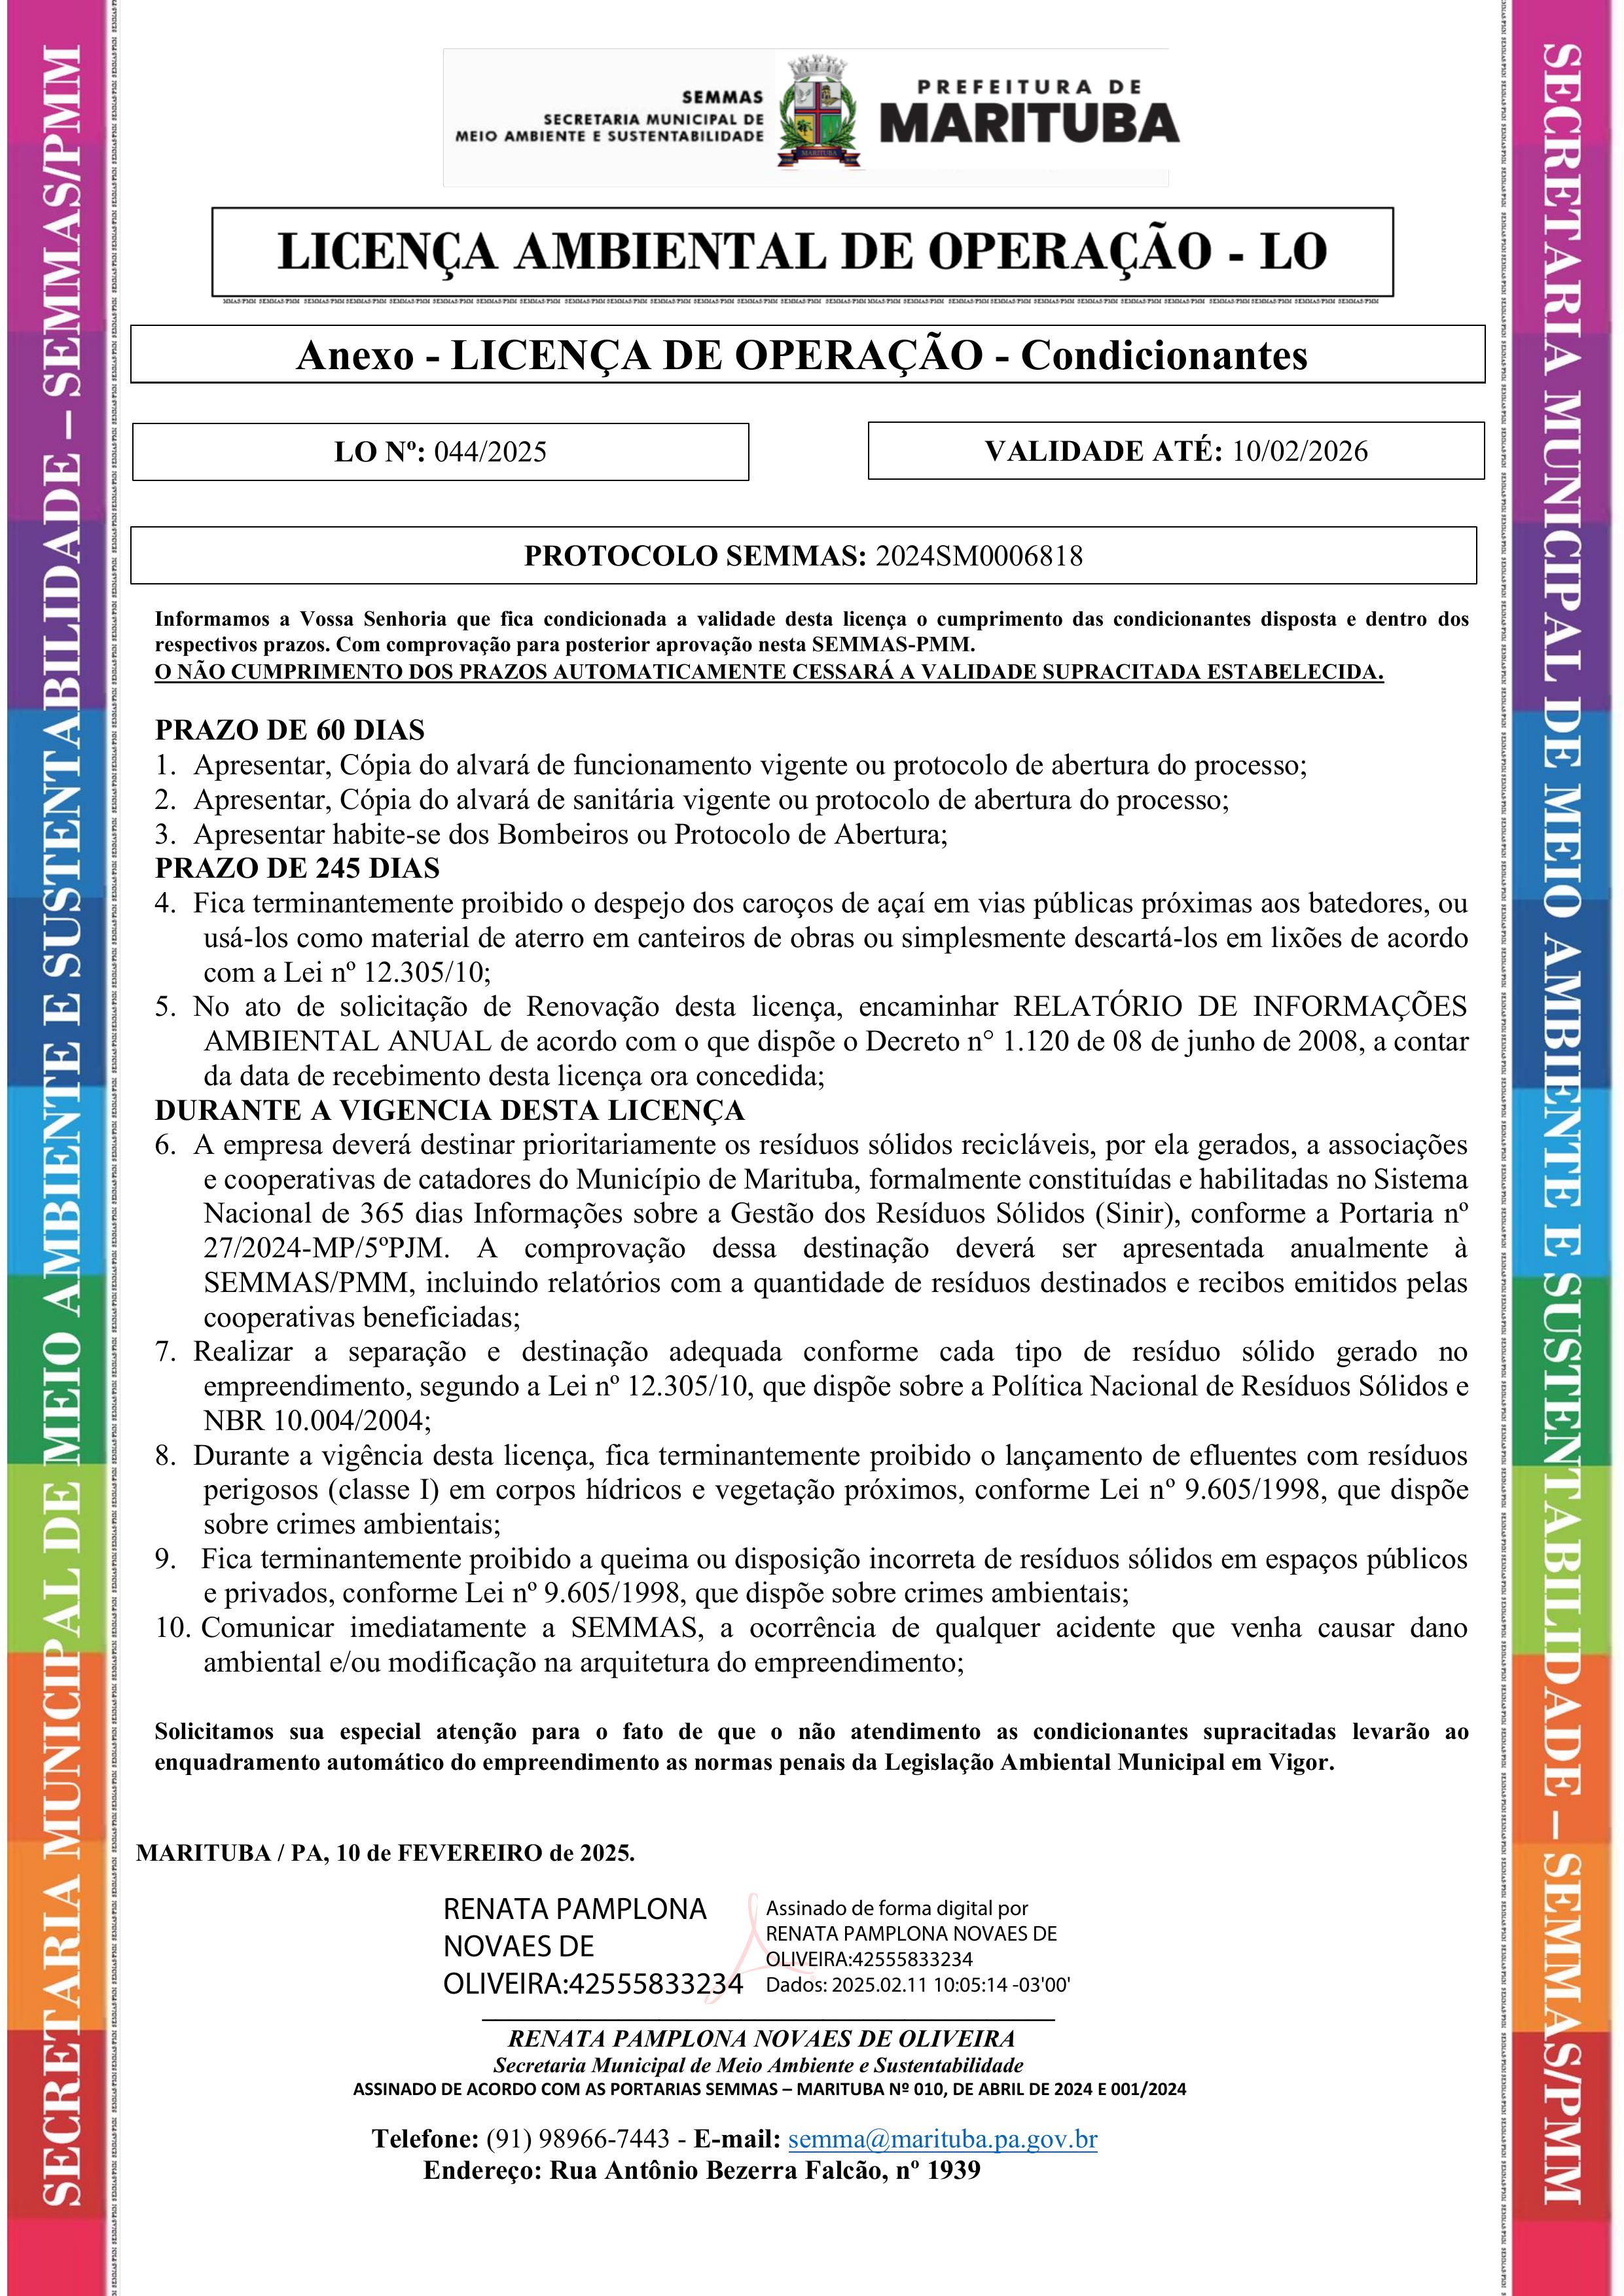 SEMMAS
SECRETARIA MUNICIPAL DE
MEIO AMBIENTE E SUSTENTABILIDADE
MARITUBA
PREFEITURA DE
MARITUBA
LICENÇA AMBIENTAL DE OPERAÇÃO - LO
Anexo - LICENÇA DE OPERAÇÃO - Condicionantes
LO Nº: 044/2025
VALIDADE ATÉ: 10/02/2026
PROTOCOLO SEMMAS: 2024SM0006818
Informamos a Vossa Senhoria que fica condicionada a validade desta licença o cumprimento das condicionantes disposta e dentro dos
respectivos prazos. Com comprovação para posterior aprovação nesta SEMMAS-PMM.
O NÃO CUMPRIMENTO DOS PRAZOS AUTOMATICAMENTE CESSARÁ A VALIDADE SUPRACITADA ESTABELECIDA.
PRAZO DE 60 DIAS
1. Apresentar, Cópia do alvará de funcionamento vigente ou protocolo de abertura do processo;
2. Apresentar, Cópia do alvará de sanitária vigente ou protocolo de abertura do processo;
3. Apresentar habite-se dos Bombeiros ou Protocolo de Abertura;
PRAZO DE 245 DIAS
4. Fica terminantemente proibido o despejo dos caroços de açaí em vias públicas próximas aos batedores, ou
usá-los como material de aterro em canteiros de obras ou simplesmente descartá-los em lixões de acordo
com a Lei nº 12.305/10;
5. No ato de solicitação de Renovação desta licença, encaminhar RELATÓRIO DE INFORMAÇÕES
AMBIENTAL ANUAL de acordo com o que dispõe o Decreto n° 1.120 de 08 de junho de 2008, a contar
da data de recebimento desta licença ora concedida;
DURANTE A VIGENCIA DESTA LICENÇA
6. A empresa deverá destinar prioritariamente os resíduos sólidos recicláveis, por ela gerados, a associações
e cooperativas de catadores do Município de Marituba, formalmente constituídas e habilitadas no Sistema
Nacional de 365 dias Informações sobre a Gestão dos Resíduos Sólidos (Sinir), conforme a Portaria nº
27/2024-MP/5ºPJM. A comprovação dessa destinação deverá ser apresentada anualmente à
SEMMAS/PMM, incluindo relatórios com a quantidade de resíduos destinados e recibos emitidos pelas
cooperativas beneficiadas;
7. Realizar a separação e destinação adequada conforme cada tipo de resíduo sólido gerado no
empreendimento, segundo a Lei nº 12.305/10, que dispõe sobre a Política Nacional de Resíduos Sólidos e
NBR 10.004/2004;
8. Durante a vigência desta licença, fica terminantemente proibido o lançamento de efluentes com resíduos
perigosos (classe I) em corpos hídricos e vegetação próximos, conforme Lei nº 9.605/1998, que dispõe
sobre crimes ambientais;
9. Fica terminantemente proibido a queima ou disposição incorreta de resíduos sólidos em espaços públicos
e privados, conforme Lei nº 9.605/1998, que dispõe sobre crimes ambientais;
10. Comunicar imediatamente a SEMMAS, a ocorrência de qualquer acidente que venha causar dano
ambiental e/ou modificação na arquitetura do empreendimento;
Solicitamos sua especial atenção para o fato de que o não atendimento as condicionantes supracitadas levarão ao
enquadramento automático do empreendimento as normas penais da Legislação Ambiental Municipal em Vigor.
MARITUBA / PA, 10 de FEVEREIRO de 2025.
RENATA PAMPLONA
NOVAES DE
OLIVEIRA:42555833234
Assinado de forma digital por
RENATA PAMPLONA NOVAES DE
OLIVEIRA:42555833234
Dados: 2025.02.11 10:05:14 -03'00'
RENATA PAMPLONA NOVAES DE OLIVEIRA
Secretaria Municipal de Meio Ambiente e Sustentabilidade
ASSINADO DE ACORDO COM AS PORTARIAS SEMMAS – MARITUBA Nº 010, DE ABRIL DE 2024 E 001/2024
Telefone: (91) 98966-7443 - E-mail: semma@marituba.pa.gov.br
Endereço: Rua Antônio Bezerra Falcão, nº 1939
SECRETARIA MUNICIPAL DE MEIO AMBIENTE E SUSTENTABILIDADE – SEMMAS/PMM
SECRETARIA MUNICIPAL DE MEIO AMBIENTE E SUSTENTABILIDADE – SEMMAS/PMM